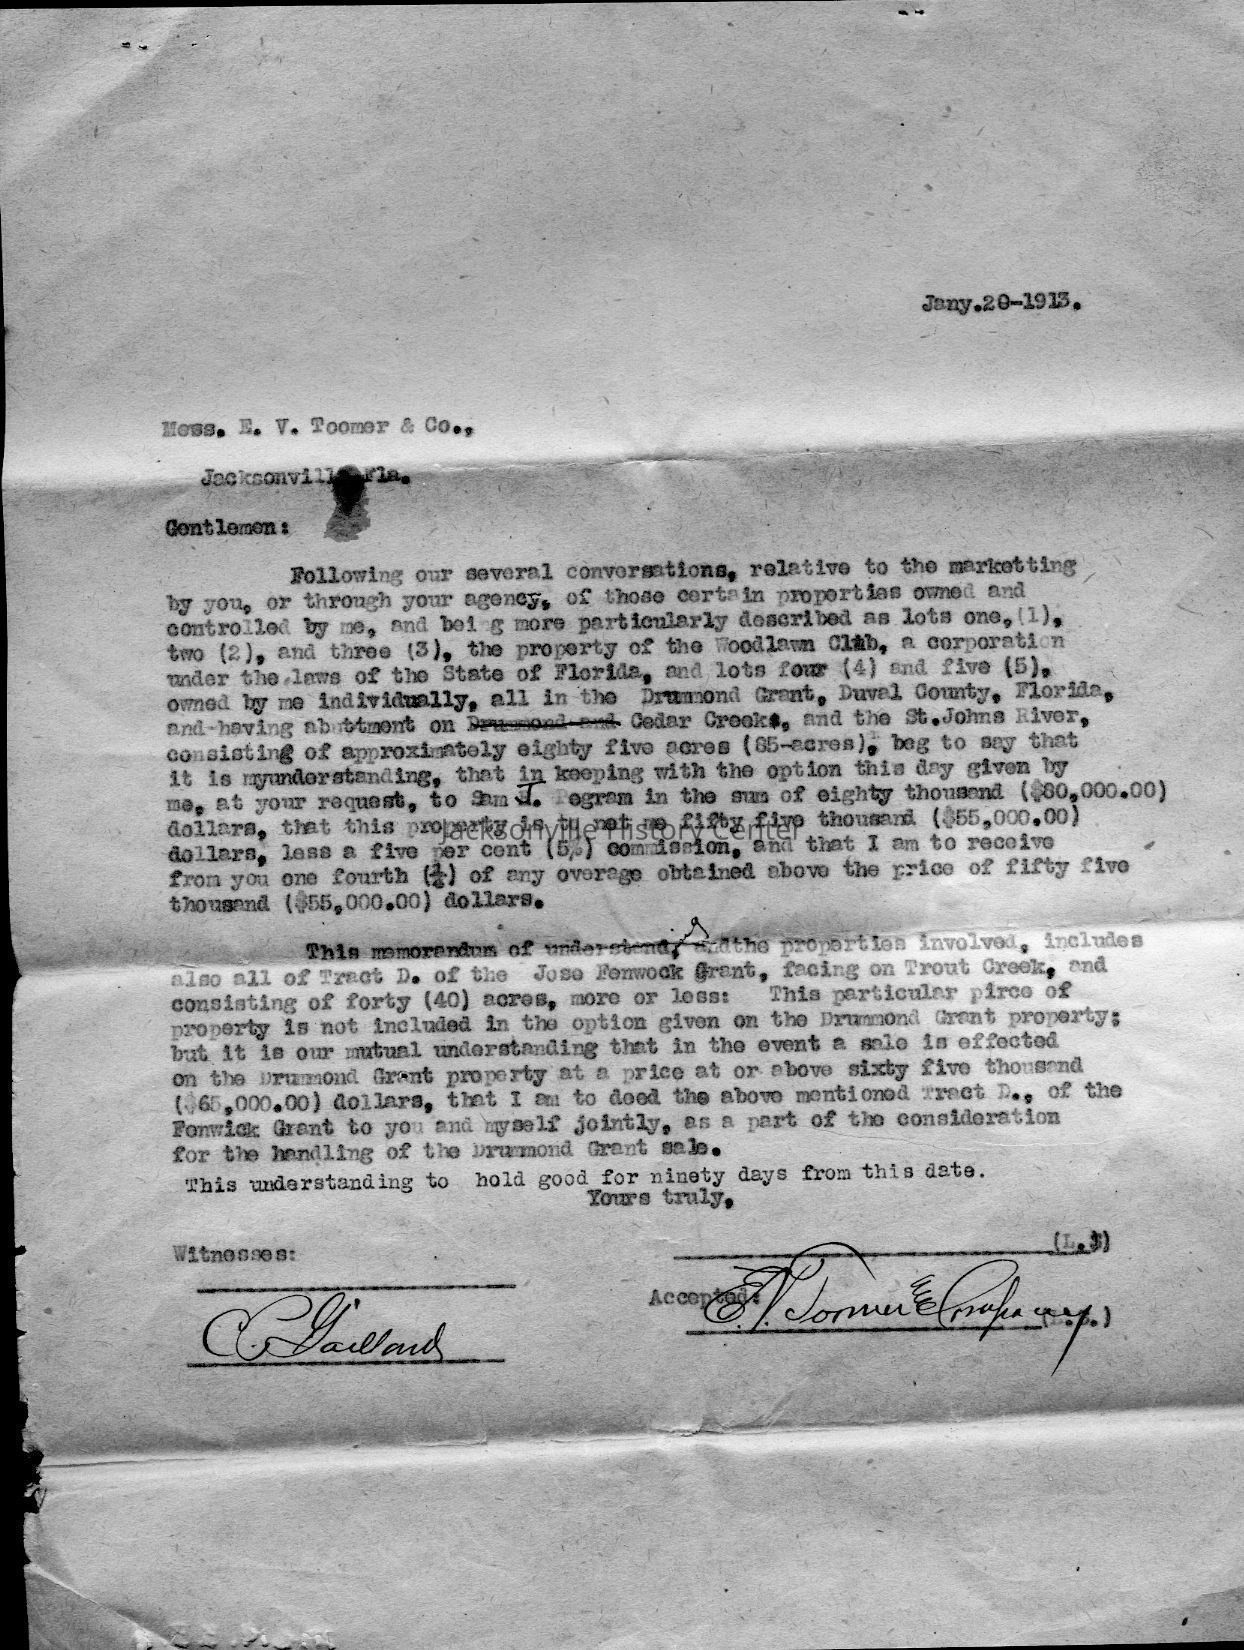 Jany.20-1913.
Mess. E. V. Toomer & Co.,
Jacksonville Fla.
Gentlemen:
Following our several conversations, relative to the marketting
by you, or through your agency, of those certain properties owned and
controlled by me, and bei g more particularly described as lots one,(1),
two (2), and three (3), the property of the Woodlawn Club, a corporation
under the laws of the State of Florida, and lots four (4) and five (5),
owned by me individually, all in the Drummond Grant, Duval County, Florida,
and having abuttment on Drummond and Cedar Creek, and the St.Johns River,
consisting of approximately eighty five acres (85-acres), beg to say that
it is myunderstanding, that in keeping with the option this day given by
me, at your request, to Sam J. Pegram in the sum of eighty thousand ($80,000.00)
dollars, that this property is to net me fifty five thousand ($55,000.00)
Jacksonville History Center
dollars, less a five per cent (5%) commission, and that I am to receive
from you one fourth (¼) of any overage obtained above the price of fifty five
thousand ($55,000.00) dollars.
This memorandum of understand, andthe properties involved, includes
also all of Tract D. of the Jose Fenwock Grant, facing on Trout Creek, and
consisting of forty (40) acres, more or less: This particular pirce of
property is not included in the option given on the Drummond Grant property;
but it is our mutual understanding that in the event a sale is effected
on the Drummond Grant property at a price at or above sixty five thousand
($65,000.00) dollars, that I am to deed the above mentioned Tract D., of the
Fenwick Grant to you and myself jointly, as a part of the consideration
for the handling of the Drummond Grant sale.
This understanding to hold good for ninety days from this date.
Yours truly,
Witnesses:
(L.S)
Accepted: E. V. Toomer & Company. (L.S.)
C. Gaillard